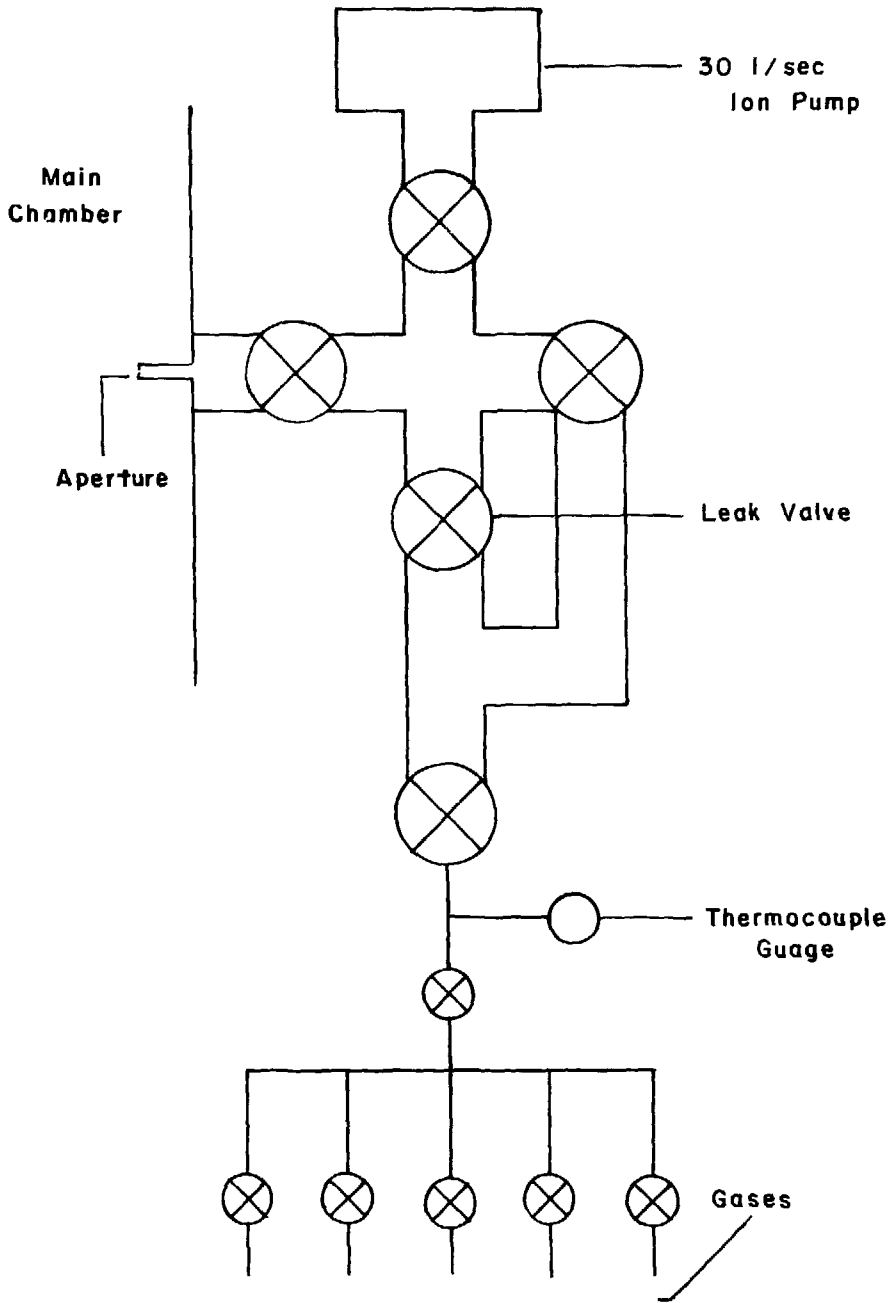 30 l/sec
Ion Pump
Main
Chamber
Aperture
Leak Valve
Thermocouple
Guage
Gases